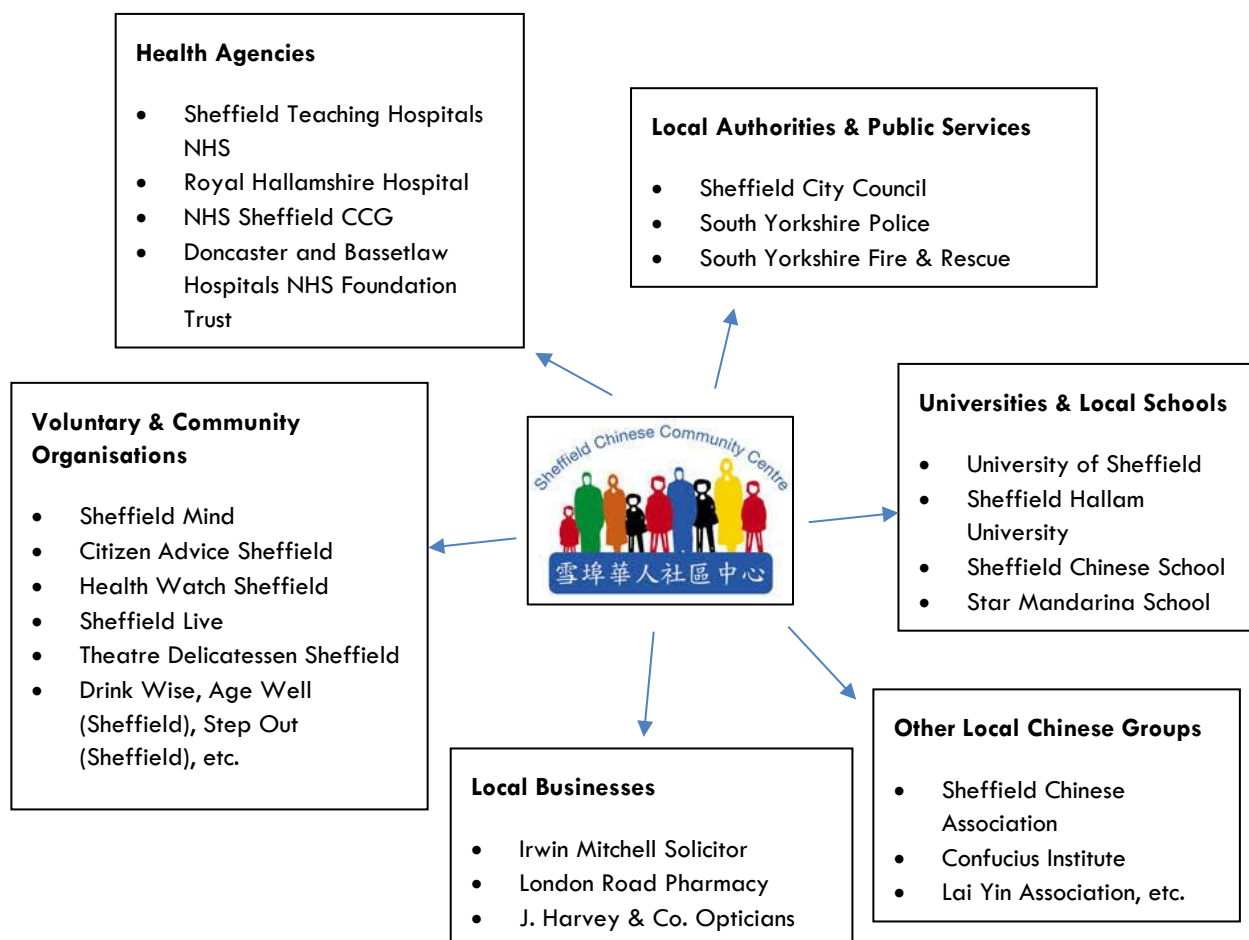 Health Agencies
• Sheffield Teaching Hospitals
NHS
• Royal Hallamshire Hospital
• NHS Sheffield CCG
• Doncaster and Bassetlaw
Hospitals NHS Foundation
Trust
Local Authorities & Public Services
• Sheffield City Council
• South Yorkshire Police
• South Yorkshire Fire & Rescue
Voluntary & Community
Organisations
• Sheffield Mind
• Citizen Advice Sheffield
• Health Watch Sheffield
• Sheffield Live
• Theatre Delicatessen Sheffield
• Drink Wise, Age Well
(Sheffield), Step Out
(Sheffield), etc.
Sheffield Chinese Community Centre
雪埠華人社區中心
Universities & Local Schools
• University of Sheffield
• Sheffield Hallam
University
• Sheffield Chinese School
• Star Mandarina School
Local Businesses
• Irwin Mitchell Solicitor
• London Road Pharmacy
• J. Harvey & Co. Opticians
Other Local Chinese Groups
• Sheffield Chinese
Association
• Confucius Institute
• Lai Yin Association, etc.